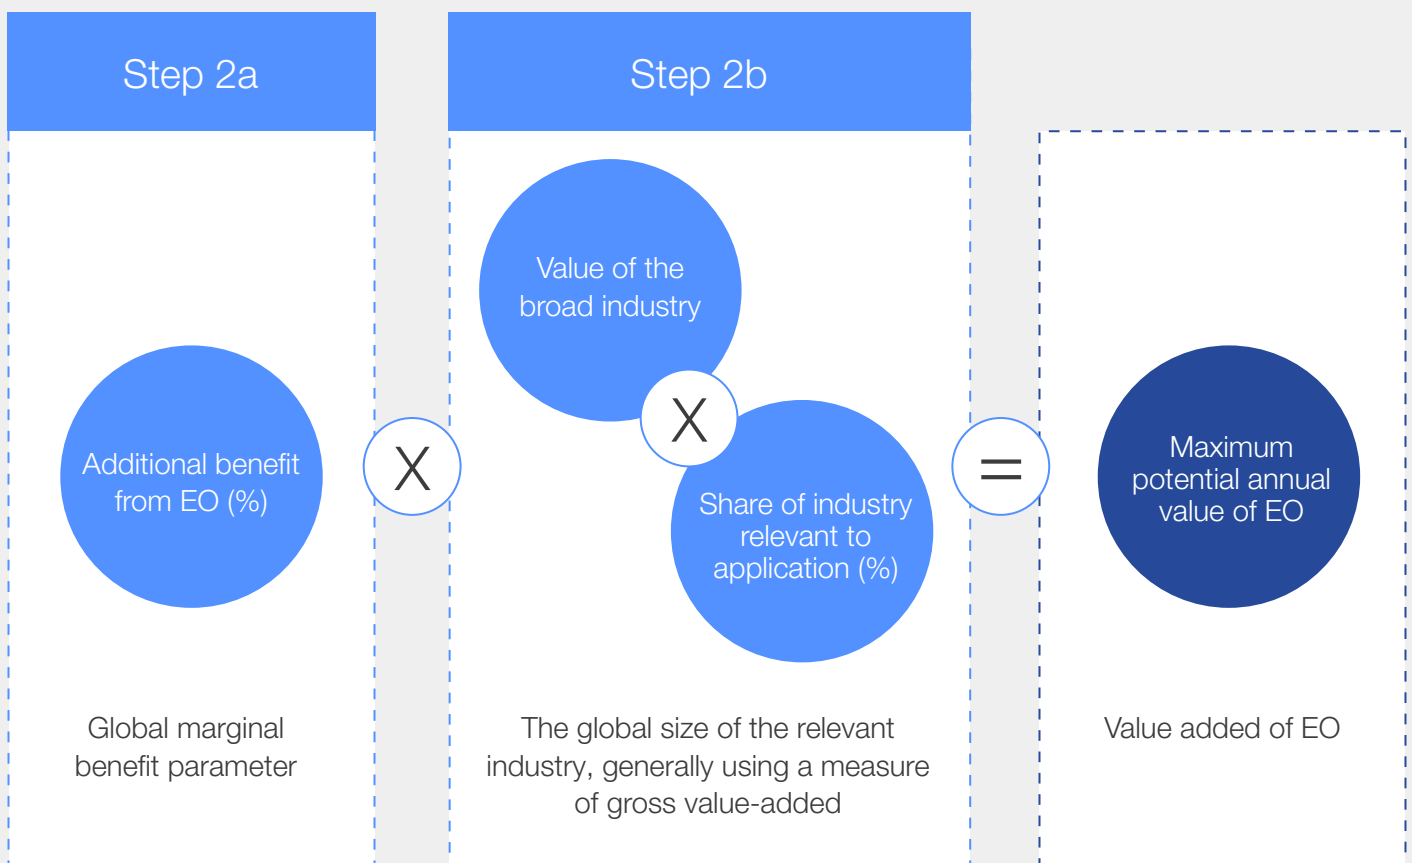 Step 2a
Additional benefit
from EO (%)
Global marginal
benefit parameter
X
Step 2b
Value of the
broad industry
X
Share of industry
relevant to
application (%)
The global size of the relevant
industry, generally using a measure
of gross value-added
=
Maximum
potential annual
value of EO
Value added of EO